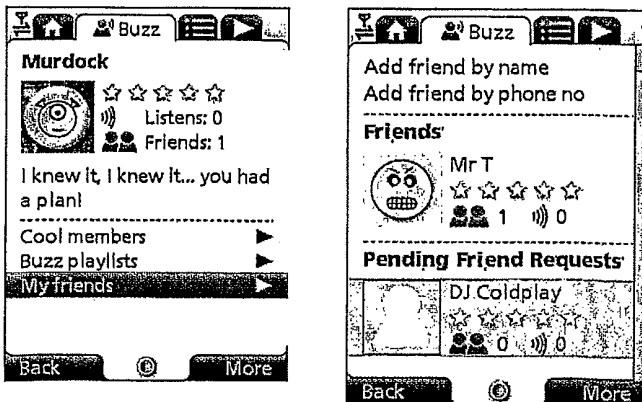 Buzz
Murdock
Listens: 0
Friends: 1
I knew it, I knew it... you had
a plan!
Cool members
Buzz playlists
My friends
Back
More
Buzz
Add friend by name
Add friend by phone no
Friends
Mr T
1 0
Pending Friend Requests
DJ Coldplay
0 0
Back
More